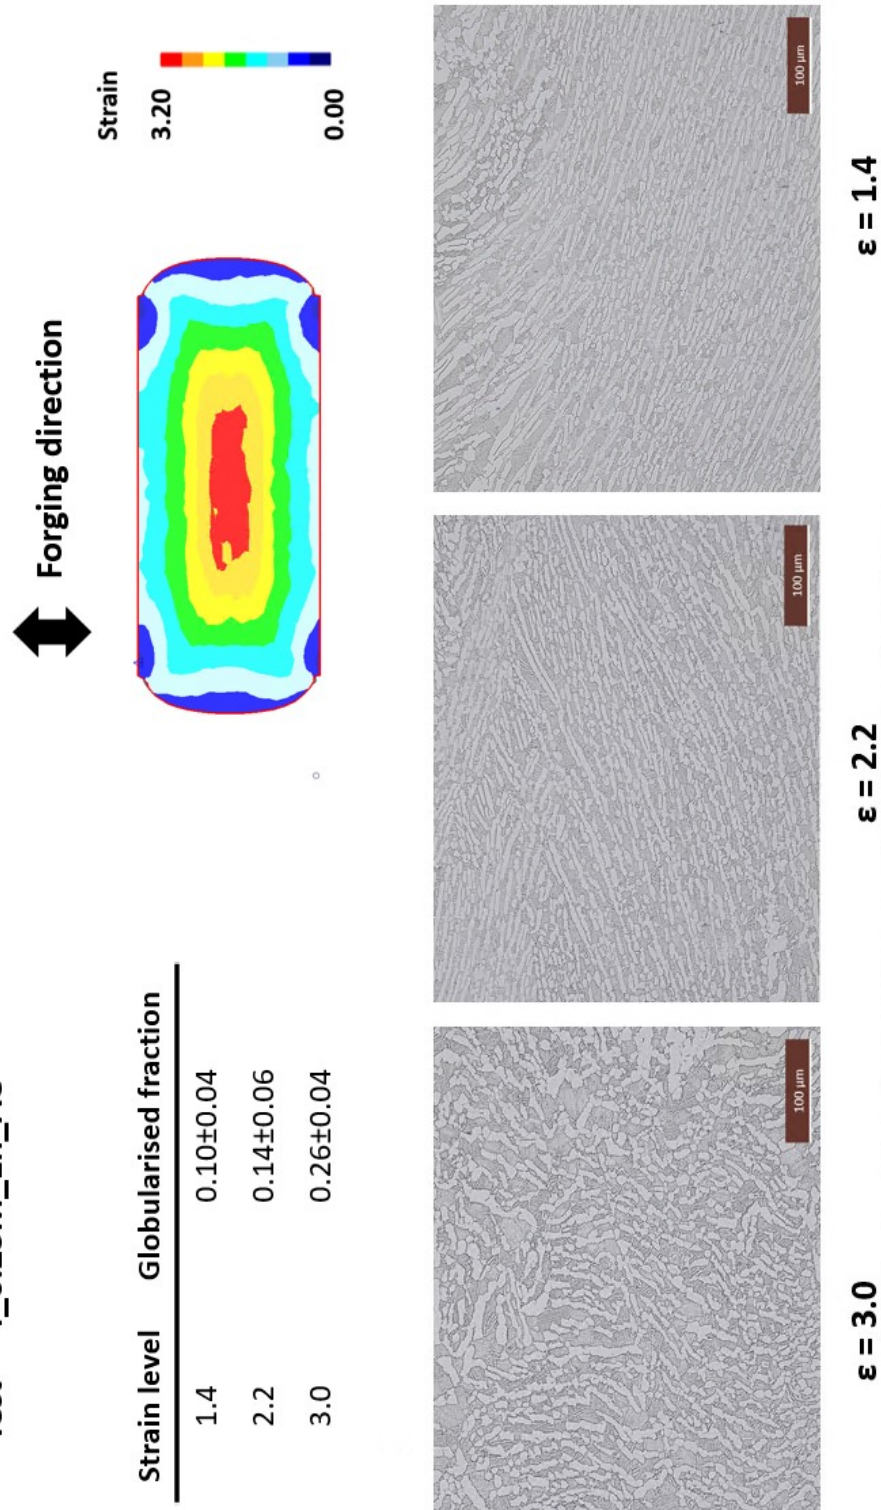 Forging direction
Strain
3.20
0.00
Strain level Globularised fraction
1.4 0.10±0.04
2.2 0.14±0.06
3.0 0.26±0.04
100 µm
100 µm
100 µm
ε = 3.0
ε = 2.2
ε = 1.4